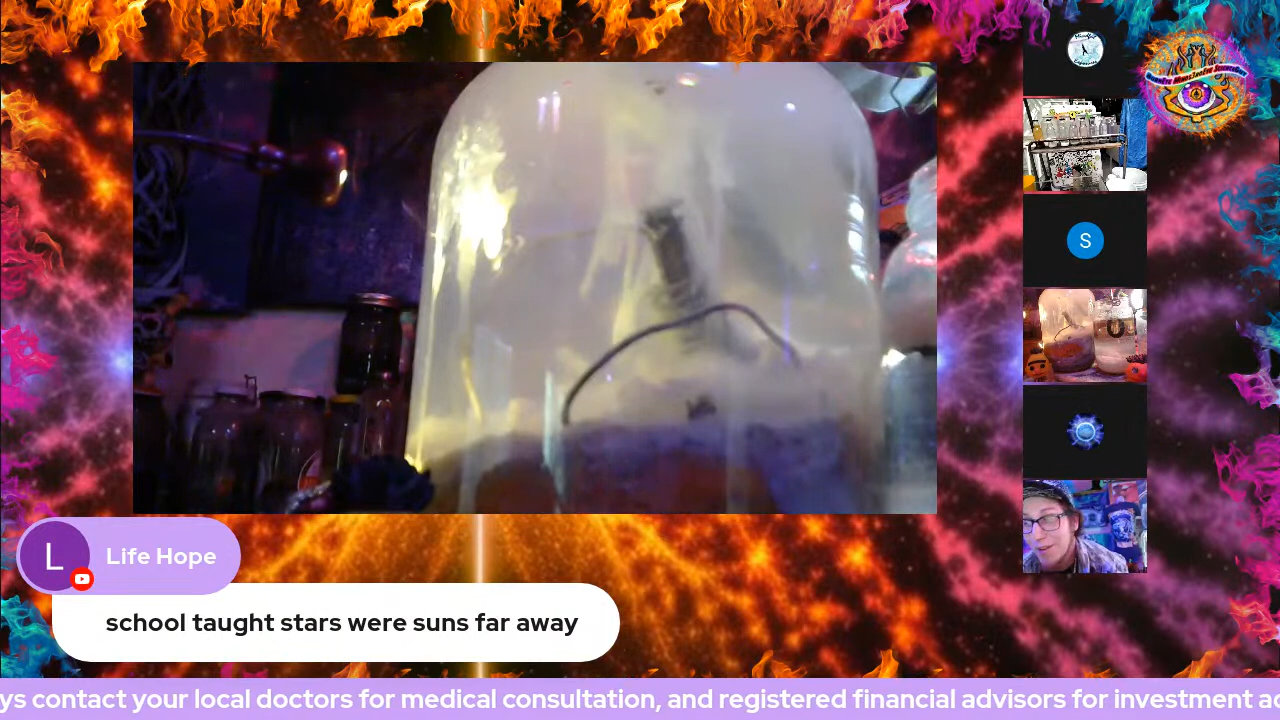 S
L
Life Hope
school taught stars were suns far away
ys contact your local doctors for medical consultation, and registered financial advisors for investment ad